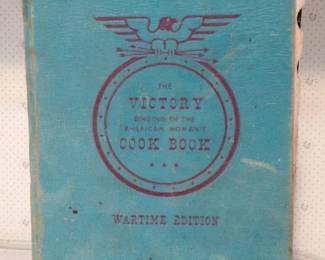 THE
VICTORY
BINDING OF THE
AMERICAN WOMAN'S
COOK BOOK
WARTIME EDITION